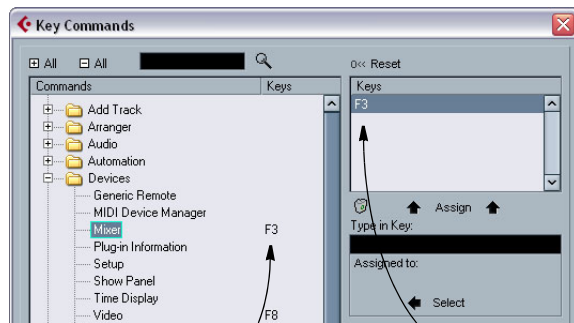 Key Commands
All All
Commands Keys
Add Track
Arranger
Audio
Automation
Devices
Generic Remote
MIDI Device Manager
Mixer F3
Plug-in Information
Setup
Show Panel
Time Display
Video F8
0<< Reset
Keys
F3
Assign
Type in Key:
Assigned to:
Select